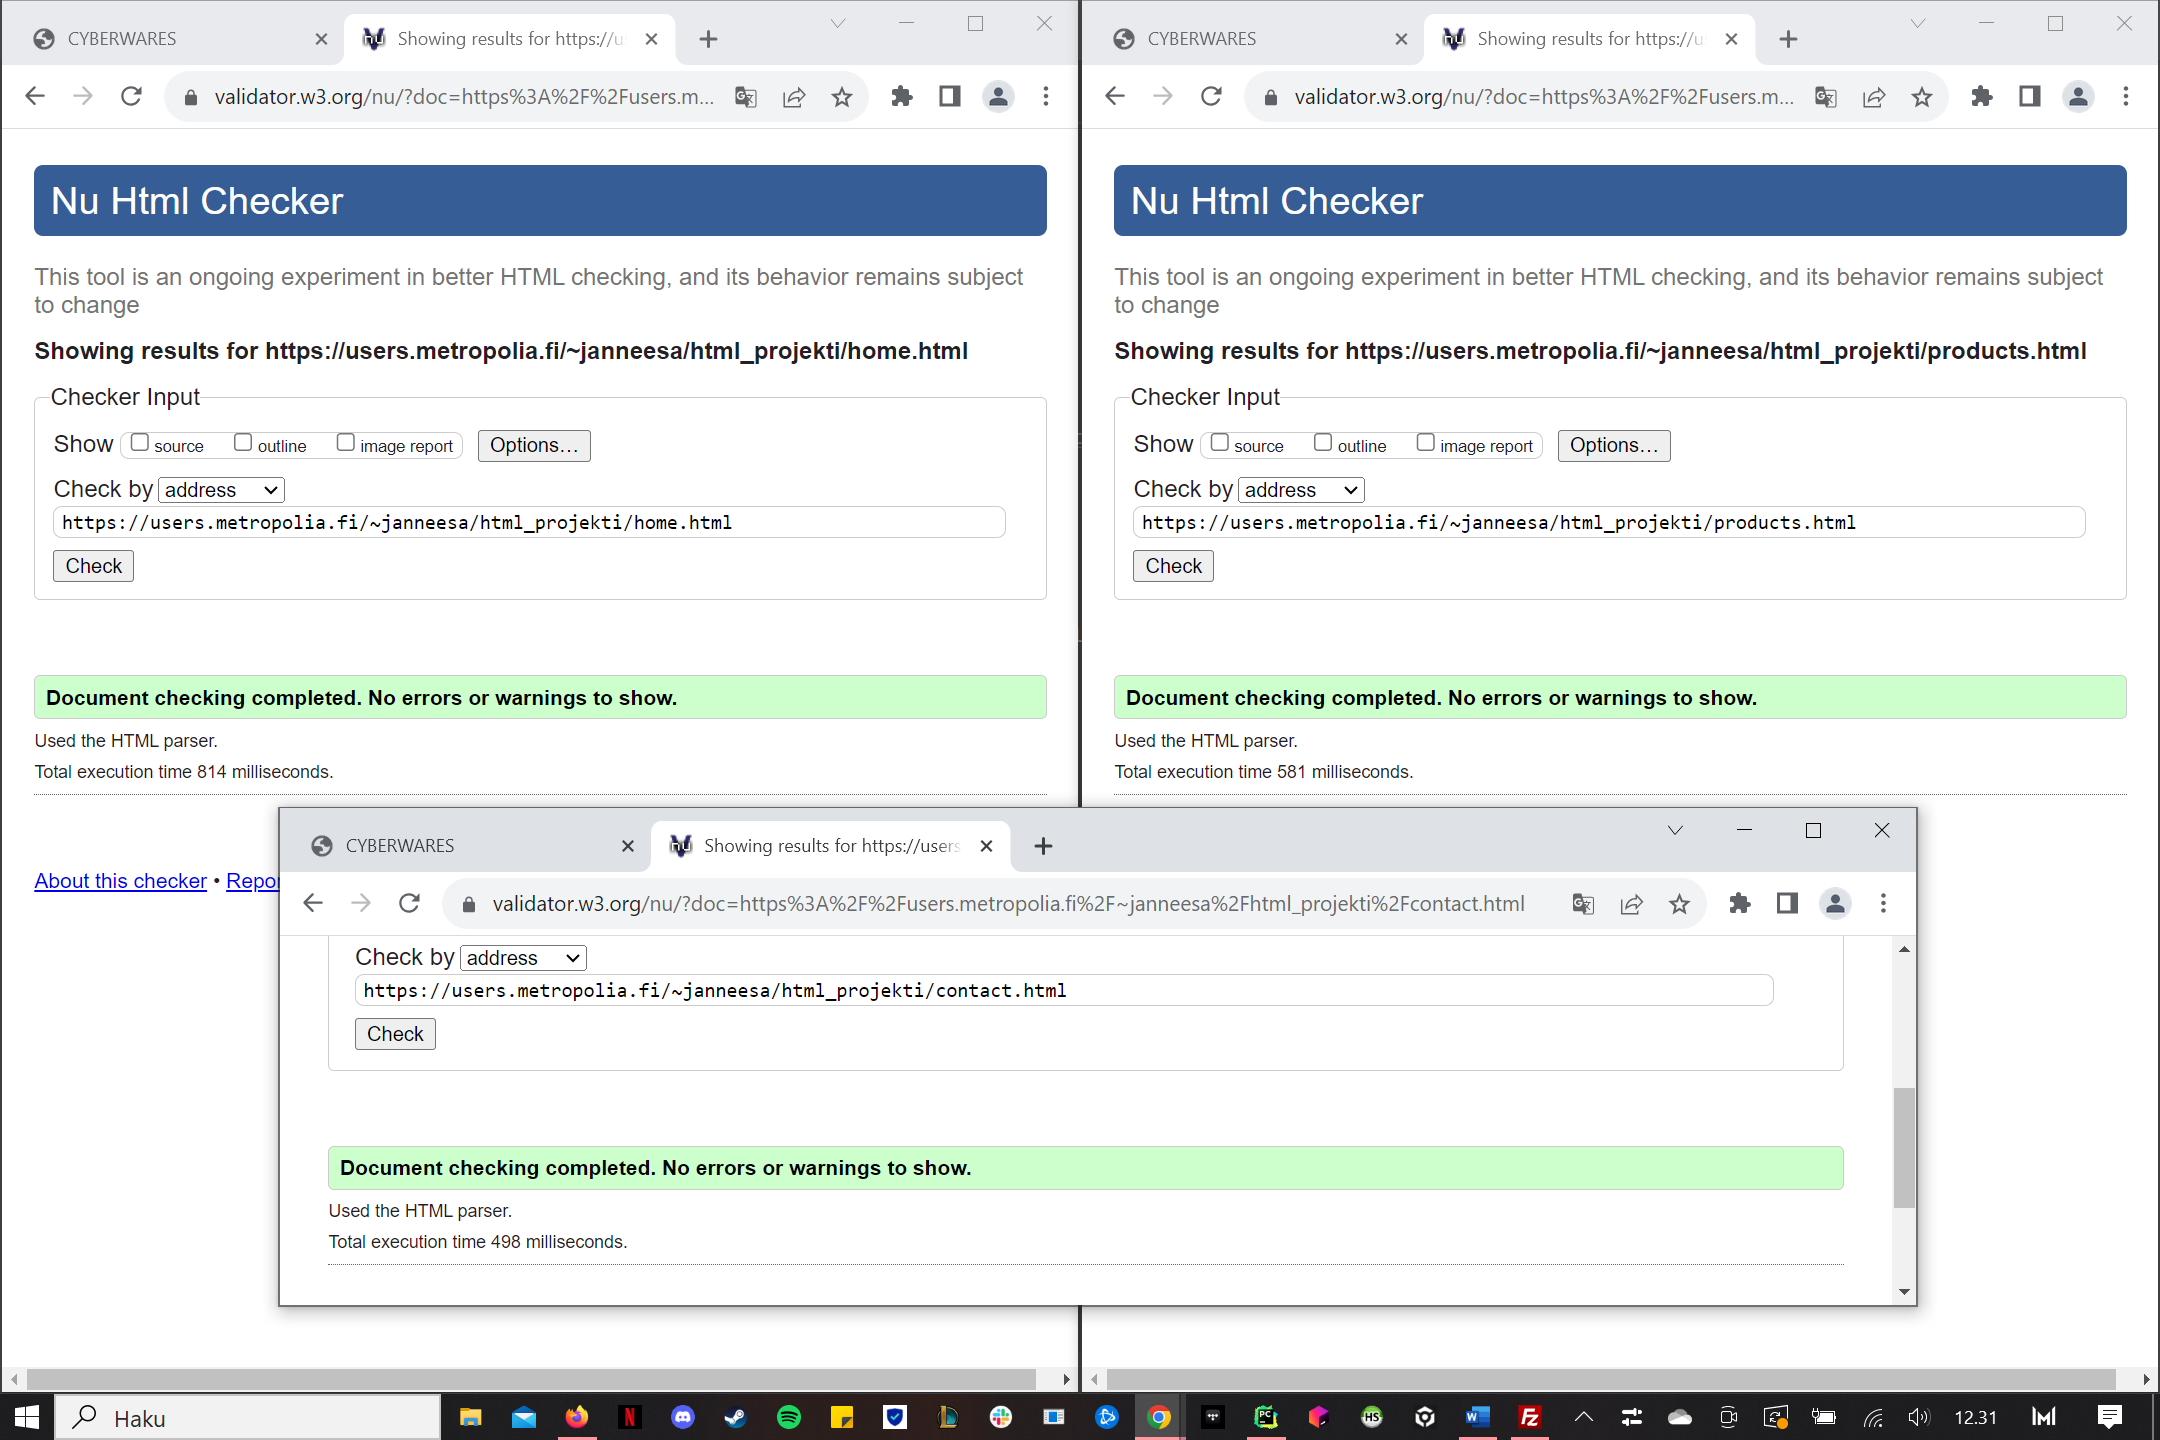 CYBERWARES
Showing results for https://u
validator.w3.org/nu/?doc=https%3A%2F%2Fusers.m...
Nu Html Checker
This tool is an ongoing experiment in better HTML checking, and its behavior remains subject
to change
Showing results for https://users.metropolia.fi/~janneesa/html_projekti/home.html
Checker Input
Show source outline image report Options...
Check by address
https://users.metropolia.fi/~janneesa/html_projekti/home.html
Check
Document checking completed. No errors or warnings to show.
Used the HTML parser.
Total execution time 814 milliseconds.
About this checker • Repor
CYBERWARES
Showing results for https://u
validator.w3.org/nu/?doc=https%3A%2F%2Fusers.m...
Nu Html Checker
This tool is an ongoing experiment in better HTML checking, and its behavior remains subject
to change
Showing results for https://users.metropolia.fi/~janneesa/html_projekti/products.html
Checker Input
Show source outline image report Options...
Check by address
https://users.metropolia.fi/~janneesa/html_projekti/products.html
Check
Document checking completed. No errors or warnings to show.
Used the HTML parser.
Total execution time 581 milliseconds.
CYBERWARES
Showing results for https://users
validator.w3.org/nu/?doc=https%3A%2F%2Fusers.metropolia.fi%2F~janneesa%2Fhtml_projekti%2Fcontact.html
Check by address
https://users.metropolia.fi/~janneesa/html_projekti/contact.html
Check
Document checking completed. No errors or warnings to show.
Used the HTML parser.
Total execution time 498 milliseconds.
Haku
12.31